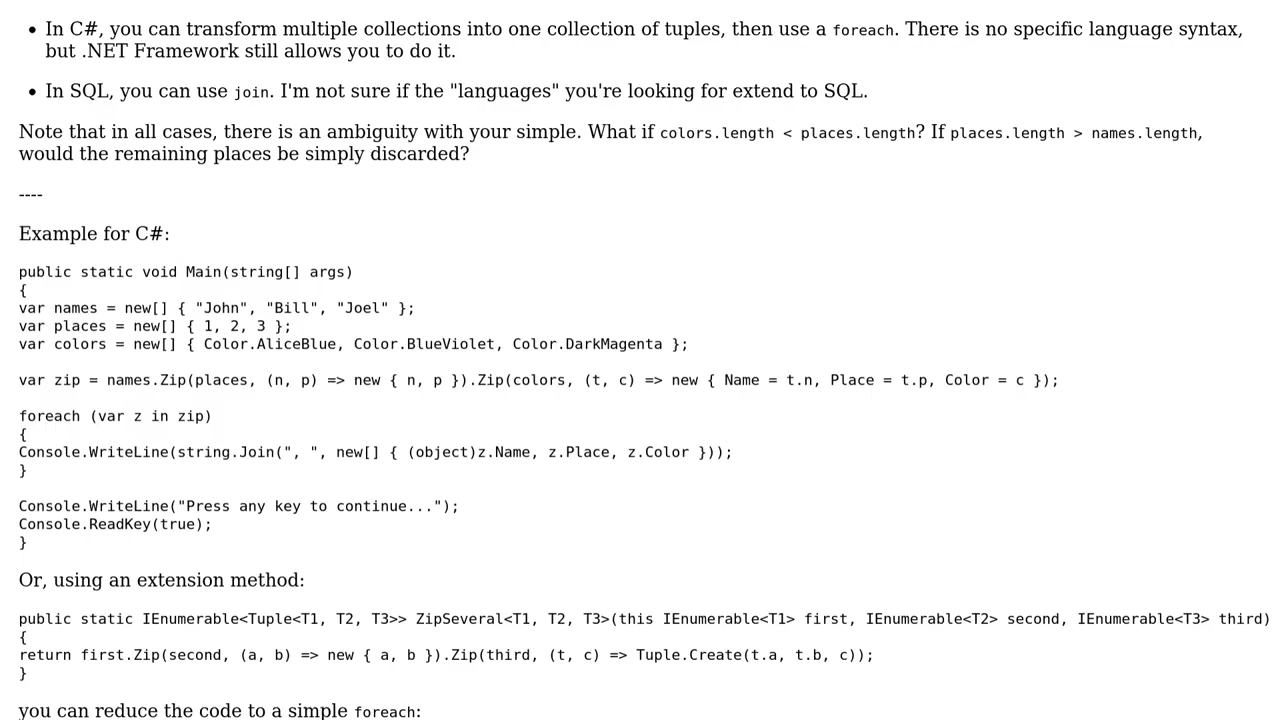 • In C#, you can transform multiple collections into one collection of tuples, then use a foreach. There is no specific language syntax,
but .NET Framework still allows you to do it.
• In SQL, you can use join. I'm not sure if the "languages" you're looking for extend to SQL.
Note that in all cases, there is an ambiguity with your simple. What if colors.length < places.length? If places.length > names.length,
would the remaining places be simply discarded?
----
Example for C#:
public static void Main(string[] args)
{
var names = new[] { "John", "Bill", "Joel" };
var places = new[] { 1, 2, 3 };
var colors = new[] { Color.AliceBlue, Color.BlueViolet, Color.DarkMagenta };
var zip = names.Zip(places, (n, p) => new { n, p }).Zip(colors, (t, c) => new { Name = t.n, Place = t.p, Color = c });
foreach (var z in zip)
{
Console.WriteLine(string.Join(", ", new[] { (object)z.Name, z.Place, z.Color }));
}
Console.WriteLine("Press any key to continue...");
Console.ReadKey(true);
}
Or, using an extension method:
public static IEnumerable<Tuple<T1, T2, T3>> ZipSeveral<T1, T2, T3>(this IEnumerable<T1> first, IEnumerable<T2> second, IEnumerable<T3> third)
{
return first.Zip(second, (a, b) => new { a, b }).Zip(third, (t, c) => Tuple.Create(t.a, t.b, c));
}
you can reduce the code to a simple foreach: